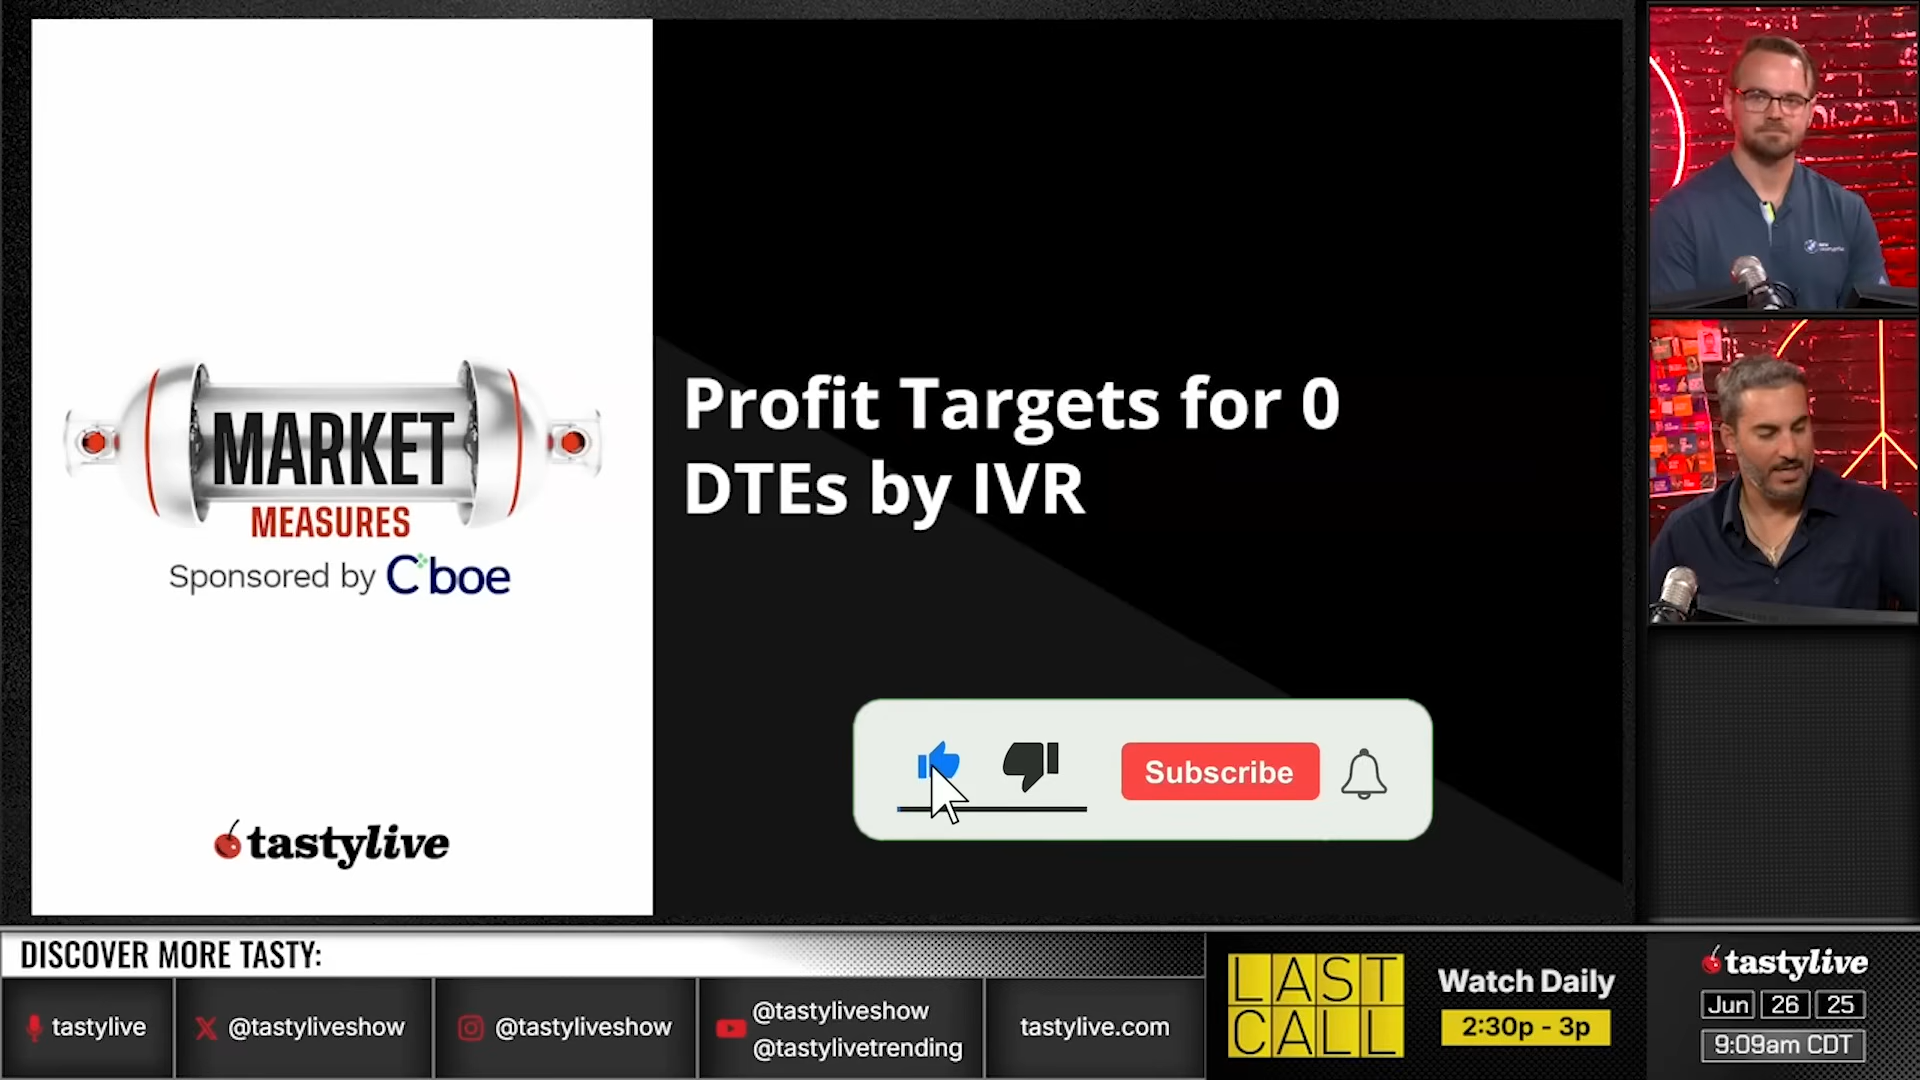 MARKET
MEASURES
Sponsored by Cboe
tastylive
Profit Targets for 0
DTEs by IVR
Subscribe
DISCOVER MORE TASTY:
tastylive
@tastyliveshow
@tastyliveshow
@tastyliveshow
@tastylivetrending
tastylive.com
LAST
CALL
Watch Daily
2:30p - 3p
tastylive
Jun 26 25
9:09am CDT